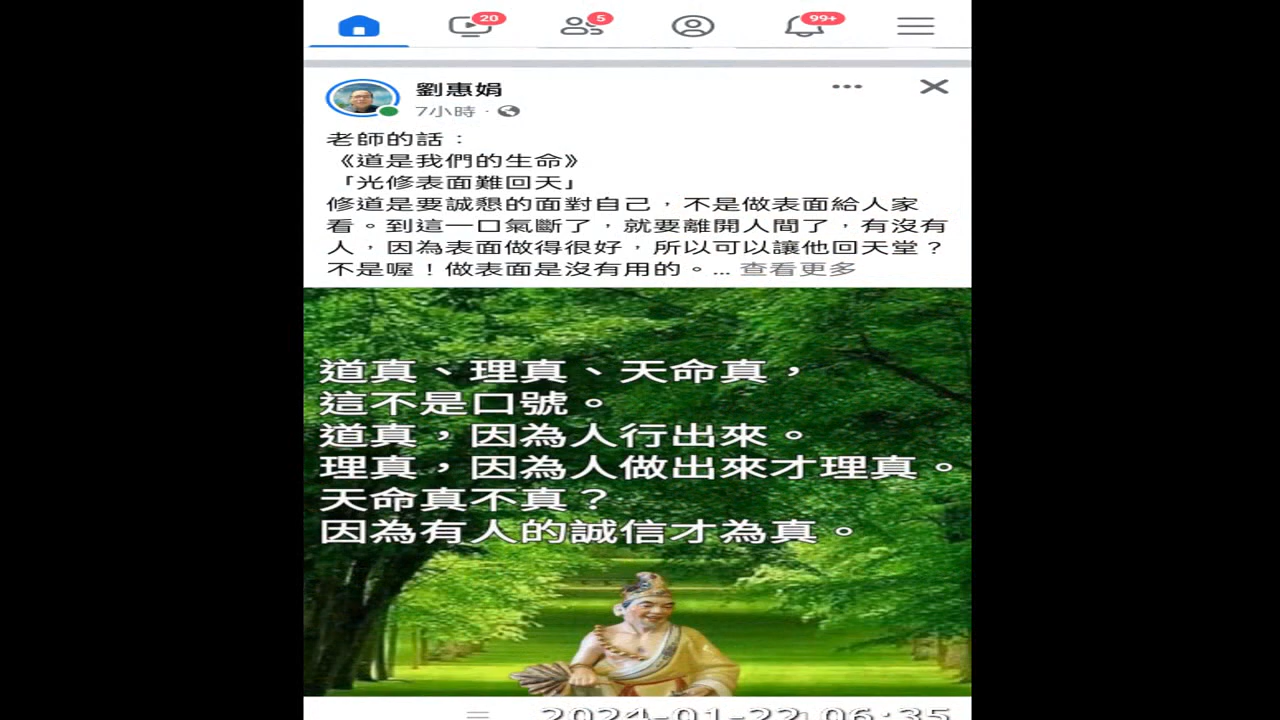 20
5
99+
劉惠娟
7小時 ·
老師的話：
《道是我們的生命》
「光修表面難回天」
修道是要誠懇的面對自己，不是做表面給人家
看。到這一口氣斷了，就要離開人間了，有沒有
人，因為表面做得很好，所以可以讓他回天堂？
不是喔！做表面是沒有用的。... 查看更多
道真、理真、天命真，
這不是口號。
道真，因為人行出來。
理真，因為人做出來才理真。
天命真不真？
因為有人的誠信才為真。
2024-01-22 06:35